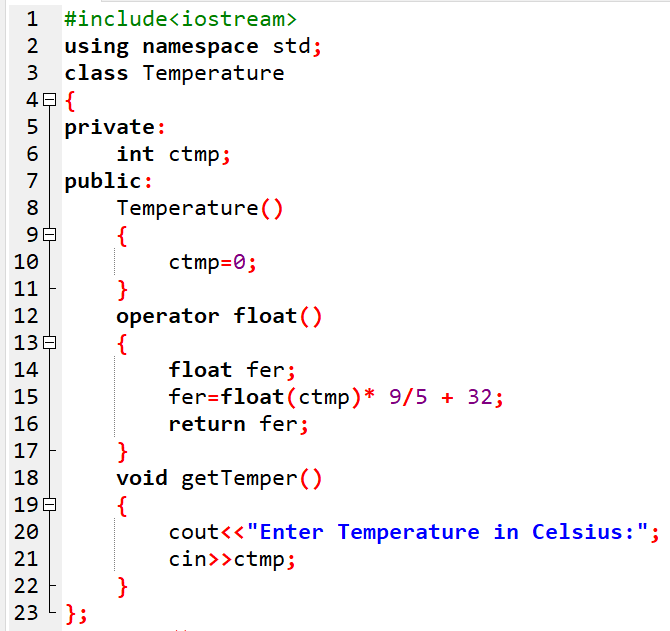 1 #include<iostream>
2 using namespace std;
3 class Temperature
4 {
5 private:
6     int ctmp;
7 public:
8     Temperature()
9     {
10         ctmp=0;
11     }
12     operator float()
13     {
14         float fer;
15         fer=float(ctmp)* 9/5 + 32;
16         return fer;
17     }
18     void getTemper()
19     {
20         cout<<"Enter Temperature in Celsius:";
21         cin>>ctmp;
22     }
23 };